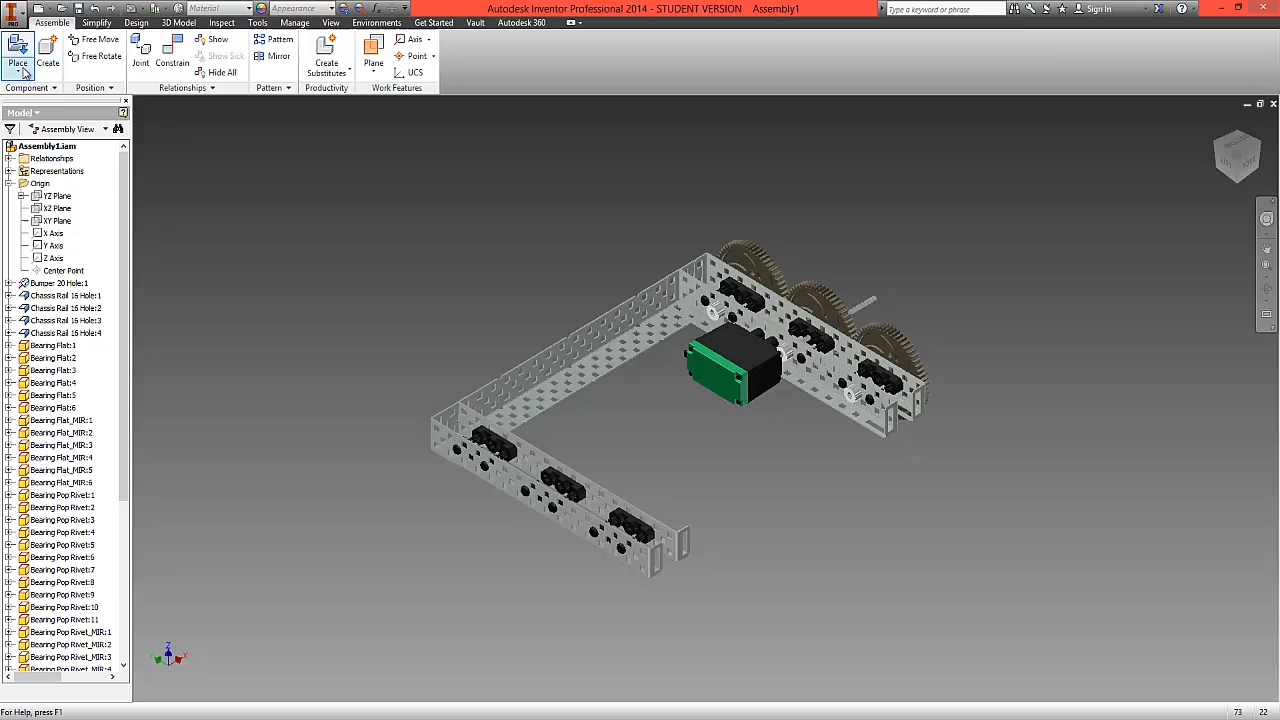 Autodesk Inventor Professional 2014 - STUDENT VERSION Assembly1
Material
Appearance
Type a keyword or phrase
Sign In
PRO
Assemble Simplify Design 3D Model Inspect Tools Manage View Environments Get Started Vault Autodesk 360
Place
Create
Free Move
Free Rotate
Joint
Constrain
Show
Show Sick
Hide All
Pattern
Mirror
Create
Substitutes
Plane
Axis
Point
UCS
Component
Position
Relationships
Pattern
Productivity
Work Features
Model
Assembly View
Assembly1.iam
Relationships
Representations
Origin
YZ Plane
XZ Plane
XY Plane
X Axis
Y Axis
Z Axis
Center Point
Bumper 20 Hole:1
Chassis Rail 16 Hole:1
Chassis Rail 16 Hole:2
Chassis Rail 16 Hole:3
Chassis Rail 16 Hole:4
Bearing Flat:1
Bearing Flat:2
Bearing Flat:3
Bearing Flat:4
Bearing Flat:5
Bearing Flat:6
Bearing Flat_MIR:1
Bearing Flat_MIR:2
Bearing Flat_MIR:3
Bearing Flat_MIR:4
Bearing Flat_MIR:5
Bearing Flat_MIR:6
Bearing Pop Rivet:1
Bearing Pop Rivet:2
Bearing Pop Rivet:3
Bearing Pop Rivet:4
Bearing Pop Rivet:5
Bearing Pop Rivet:6
Bearing Pop Rivet:7
Bearing Pop Rivet:8
Bearing Pop Rivet:9
Bearing Pop Rivet:10
Bearing Pop Rivet:11
Bearing Pop Rivet_MIR:1
Bearing Pop Rivet_MIR:2
Bearing Pop Rivet_MIR:3
Bearing Pop Rivet_MIR:4
Z
X
For Help, press F1
73 22